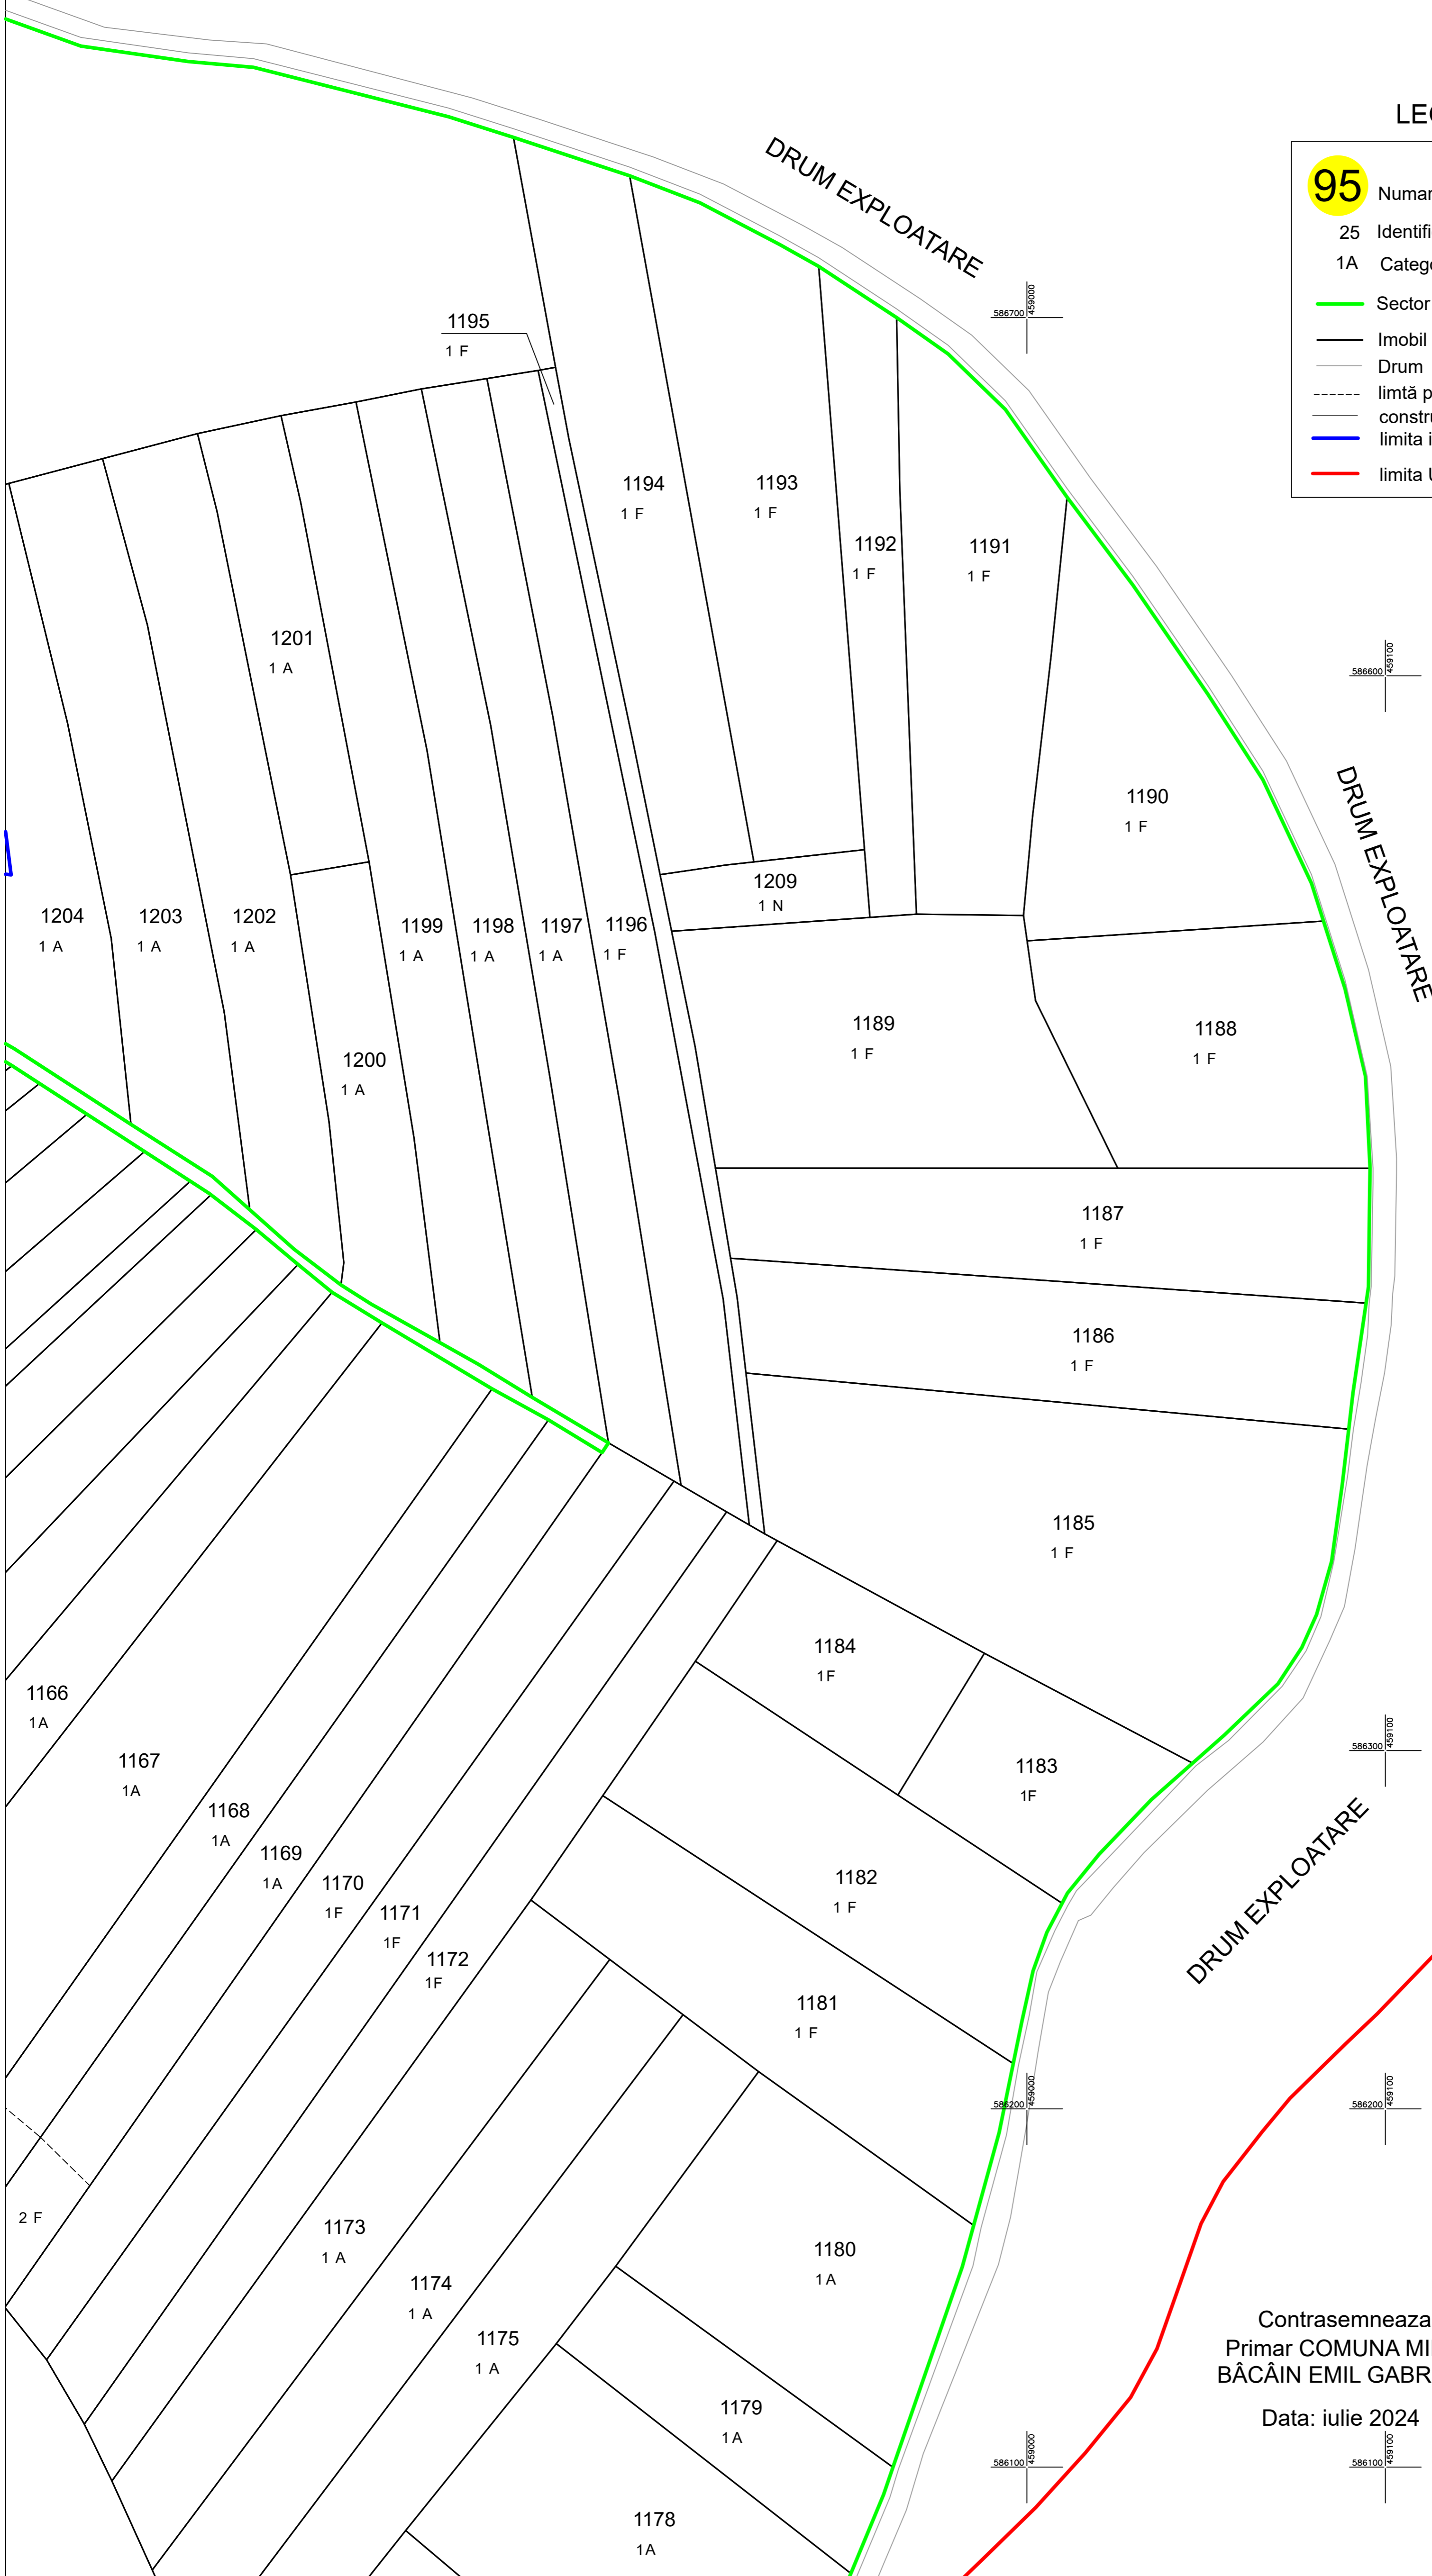 LEG
95 Numar
25 Identifi
1A Catego
Sector
Imobil
Drum
limtă p
constru
limita i
limita U
DRUM EXPLOATARE
586700
459000
1195
1 F
1194
1 F
1193
1 F
1192
1 F
1191
1 F
1201
1 A
586600
459100
DRUM EXPLOATARE
1190
1 F
1209
1 N
1204
1 A
1203
1 A
1202
1 A
1199
1 A
1198
1 A
1197
1 A
1196
1 F
1200
1 A
1189
1 F
1188
1 F
1187
1 F
1186
1 F
1185
1 F
1184
1F
1183
1F
1166
1A
1167
1A
1168
1A
1169
1A
1170
1F
1171
1F
1172
1F
1182
1 F
1181
1 F
586300
459100
DRUM EXPLOATARE
586200
459000
586200
459100
2 F
1173
1 A
1174
1 A
1175
1 A
1180
1 A
1179
1 A
1178
1 A
Contrasemneaza
Primar COMUNA MI
BÂCÂIN EMIL GABR
Data: iulie 2024
586100
459000
586100
459100